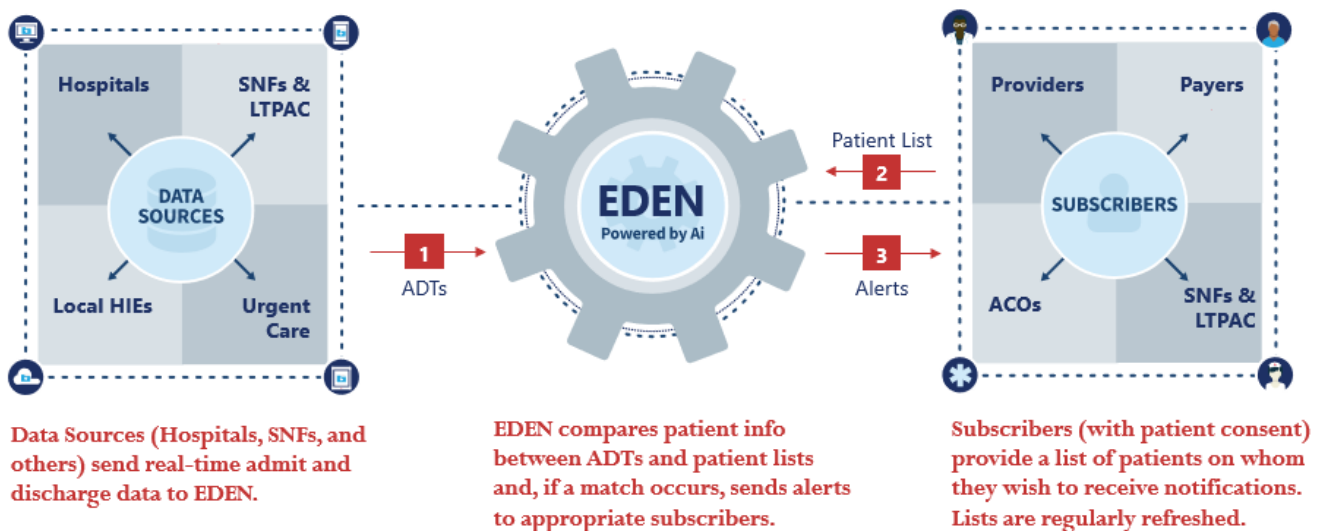 Hospitals
SNFs &
LTPAC
DATA
SOURCES
Local HIEs
Urgent
Care
1
ADTs
EDEN
Powered by Ai
Patient List
2
3
Alerts
Providers
Payers
SUBSCRIBERS
ACOs
SNFs &
LTPAC
Data Sources (Hospitals, SNFs, and
others) send real-time admit and
discharge data to EDEN.
EDEN compares patient info
between ADTs and patient lists
and, if a match occurs, sends alerts
to appropriate subscribers.
Subscribers (with patient consent)
provide a list of patients on whom
they wish to receive notifications.
Lists are regularly refreshed.